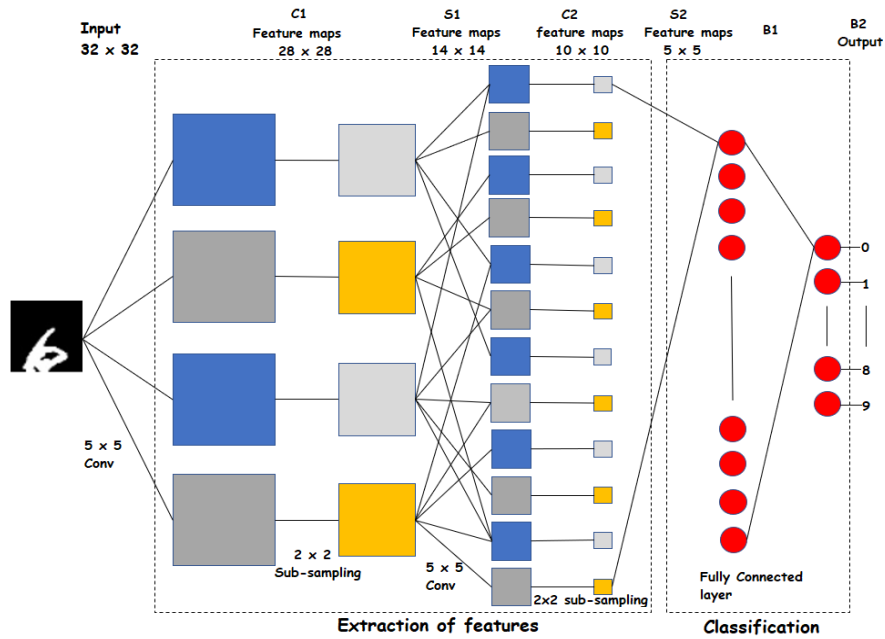 Input
32 x 32
C1
Feature maps
28 x 28
S1
Feature maps
14 x 14
C2
feature maps
10 x 10
S2
Feature maps
5 x 5
B1
B2
Output
0
1
8
9
5 x 5
Conv
2 x 2
Sub-sampling
5 x 5
Conv
2x2 sub-sampling
Fully Connected
layer
Extraction of features
Classification